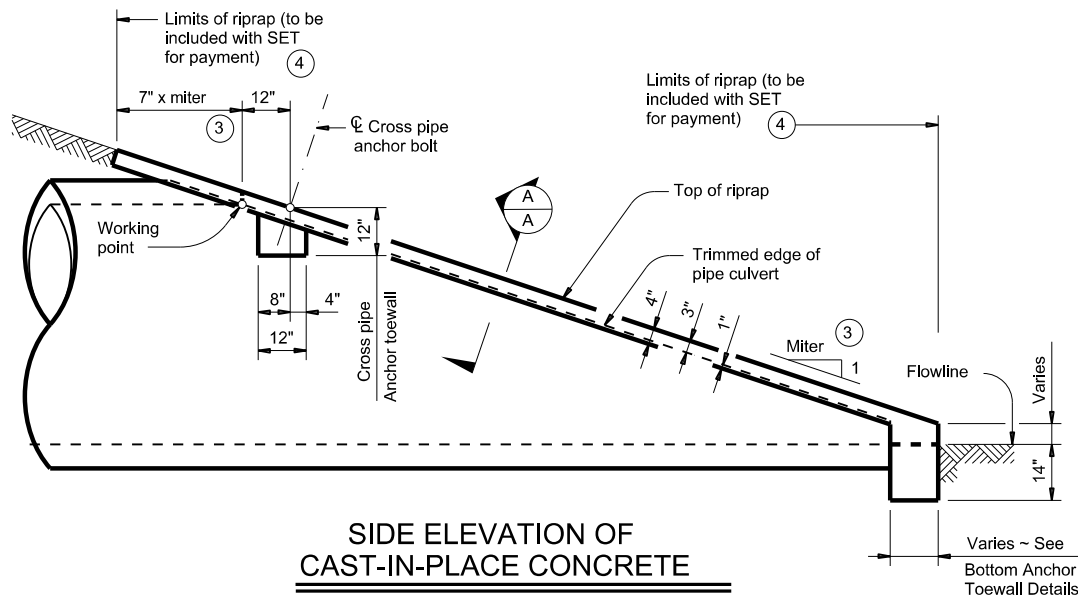 Limits of riprap (to be
included with SET
for payment)
4
7" x miter
12"
3
℄ Cross pipe
anchor bolt
Limits of riprap (to be
included with SET
for payment)
4
A
A
Top of riprap
Working
point
12"
Trimmed edge of
pipe culvert
8"
4"
12"
Cross pipe
Anchor toewall
4"
3"
1"
Miter
3
1
Flowline
Varies
14"
SIDE ELEVATION OF
CAST-IN-PLACE CONCRETE
Varies ~ See
Bottom Anchor
Toewall Details